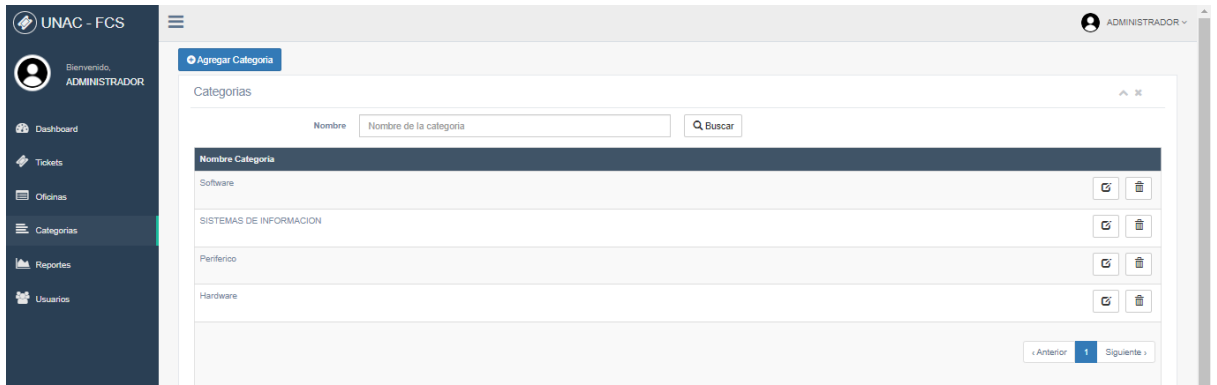 UNAC - FCS
ADMINISTRADOR
Bienvenido,
ADMINISTRADOR
Dashboard
Tickets
Oficinas
Categorias
Reportes
Usuarios
Agregar Categoria
Categorias
Nombre
Nombre de la categoria
Buscar
Nombre Categoria
Software
SISTEMAS DE INFORMACION
Periferico
Hardware
‹ Anterior 1 Siguiente ›